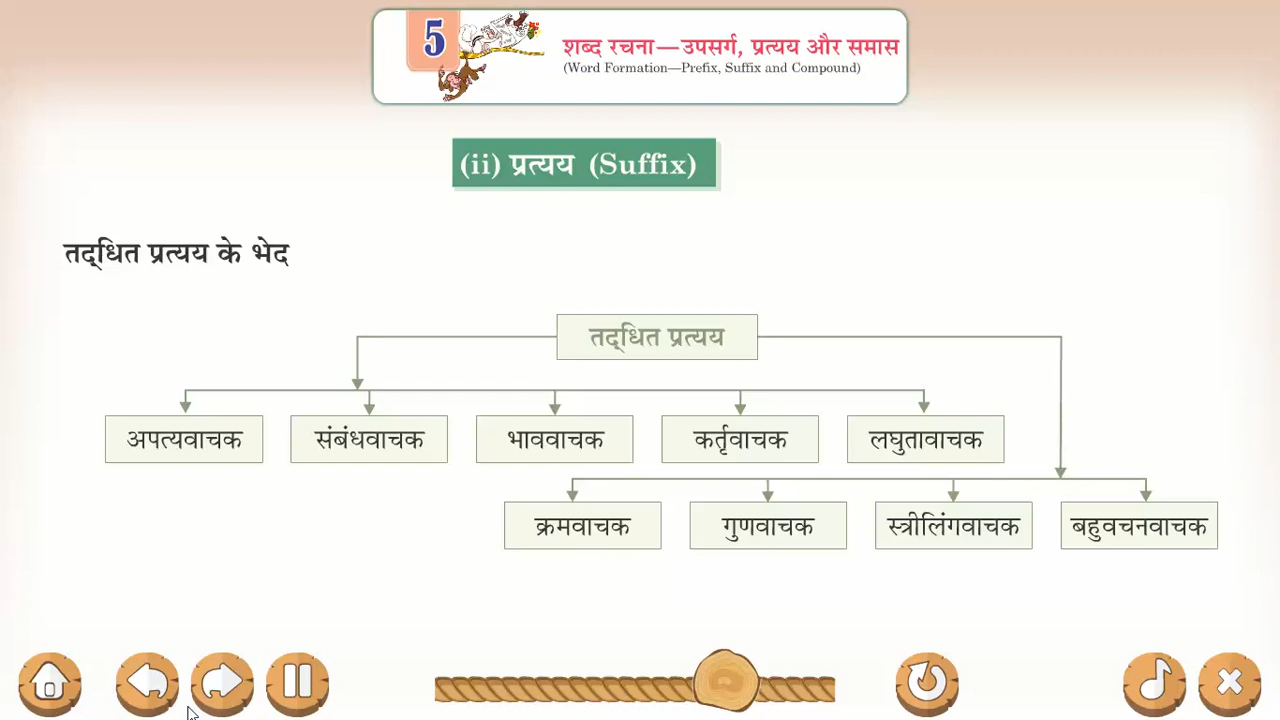 5
शब्द रचना—उपसर्ग, प्रत्यय और समास
(Word Formation—Prefix, Suffix and Compound)
(ii) प्रत्यय (Suffix)
तद्धित प्रत्यय के भेद
तद्धित प्रत्यय
अपत्यवाचक संबंधवाचक भाववाचक कर्तृवाचक लघुतावाचक
क्रमवाचक गुणवाचक स्त्रीलिंगवाचक बहुवचनवाचक